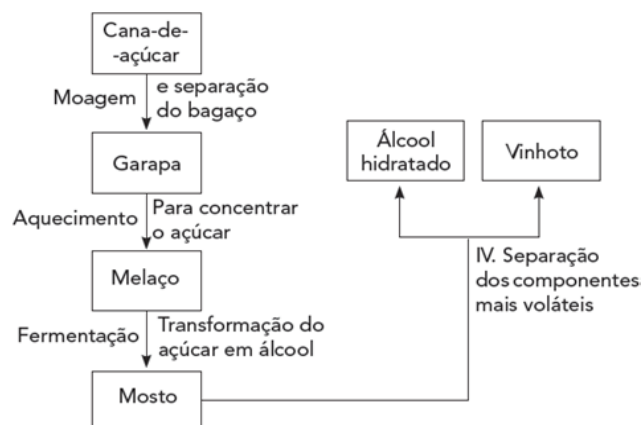 Cana-de-
-açúcar
Moagem
e separação
do bagaço
Garapa
Aquecimento
Para concentrar
o açúcar
Melaço
Fermentação
Transformação do
açúcar em álcool
Mosto
Álcool
hidratado
Vinhoto
IV. Separação
dos componentes
mais voláteis